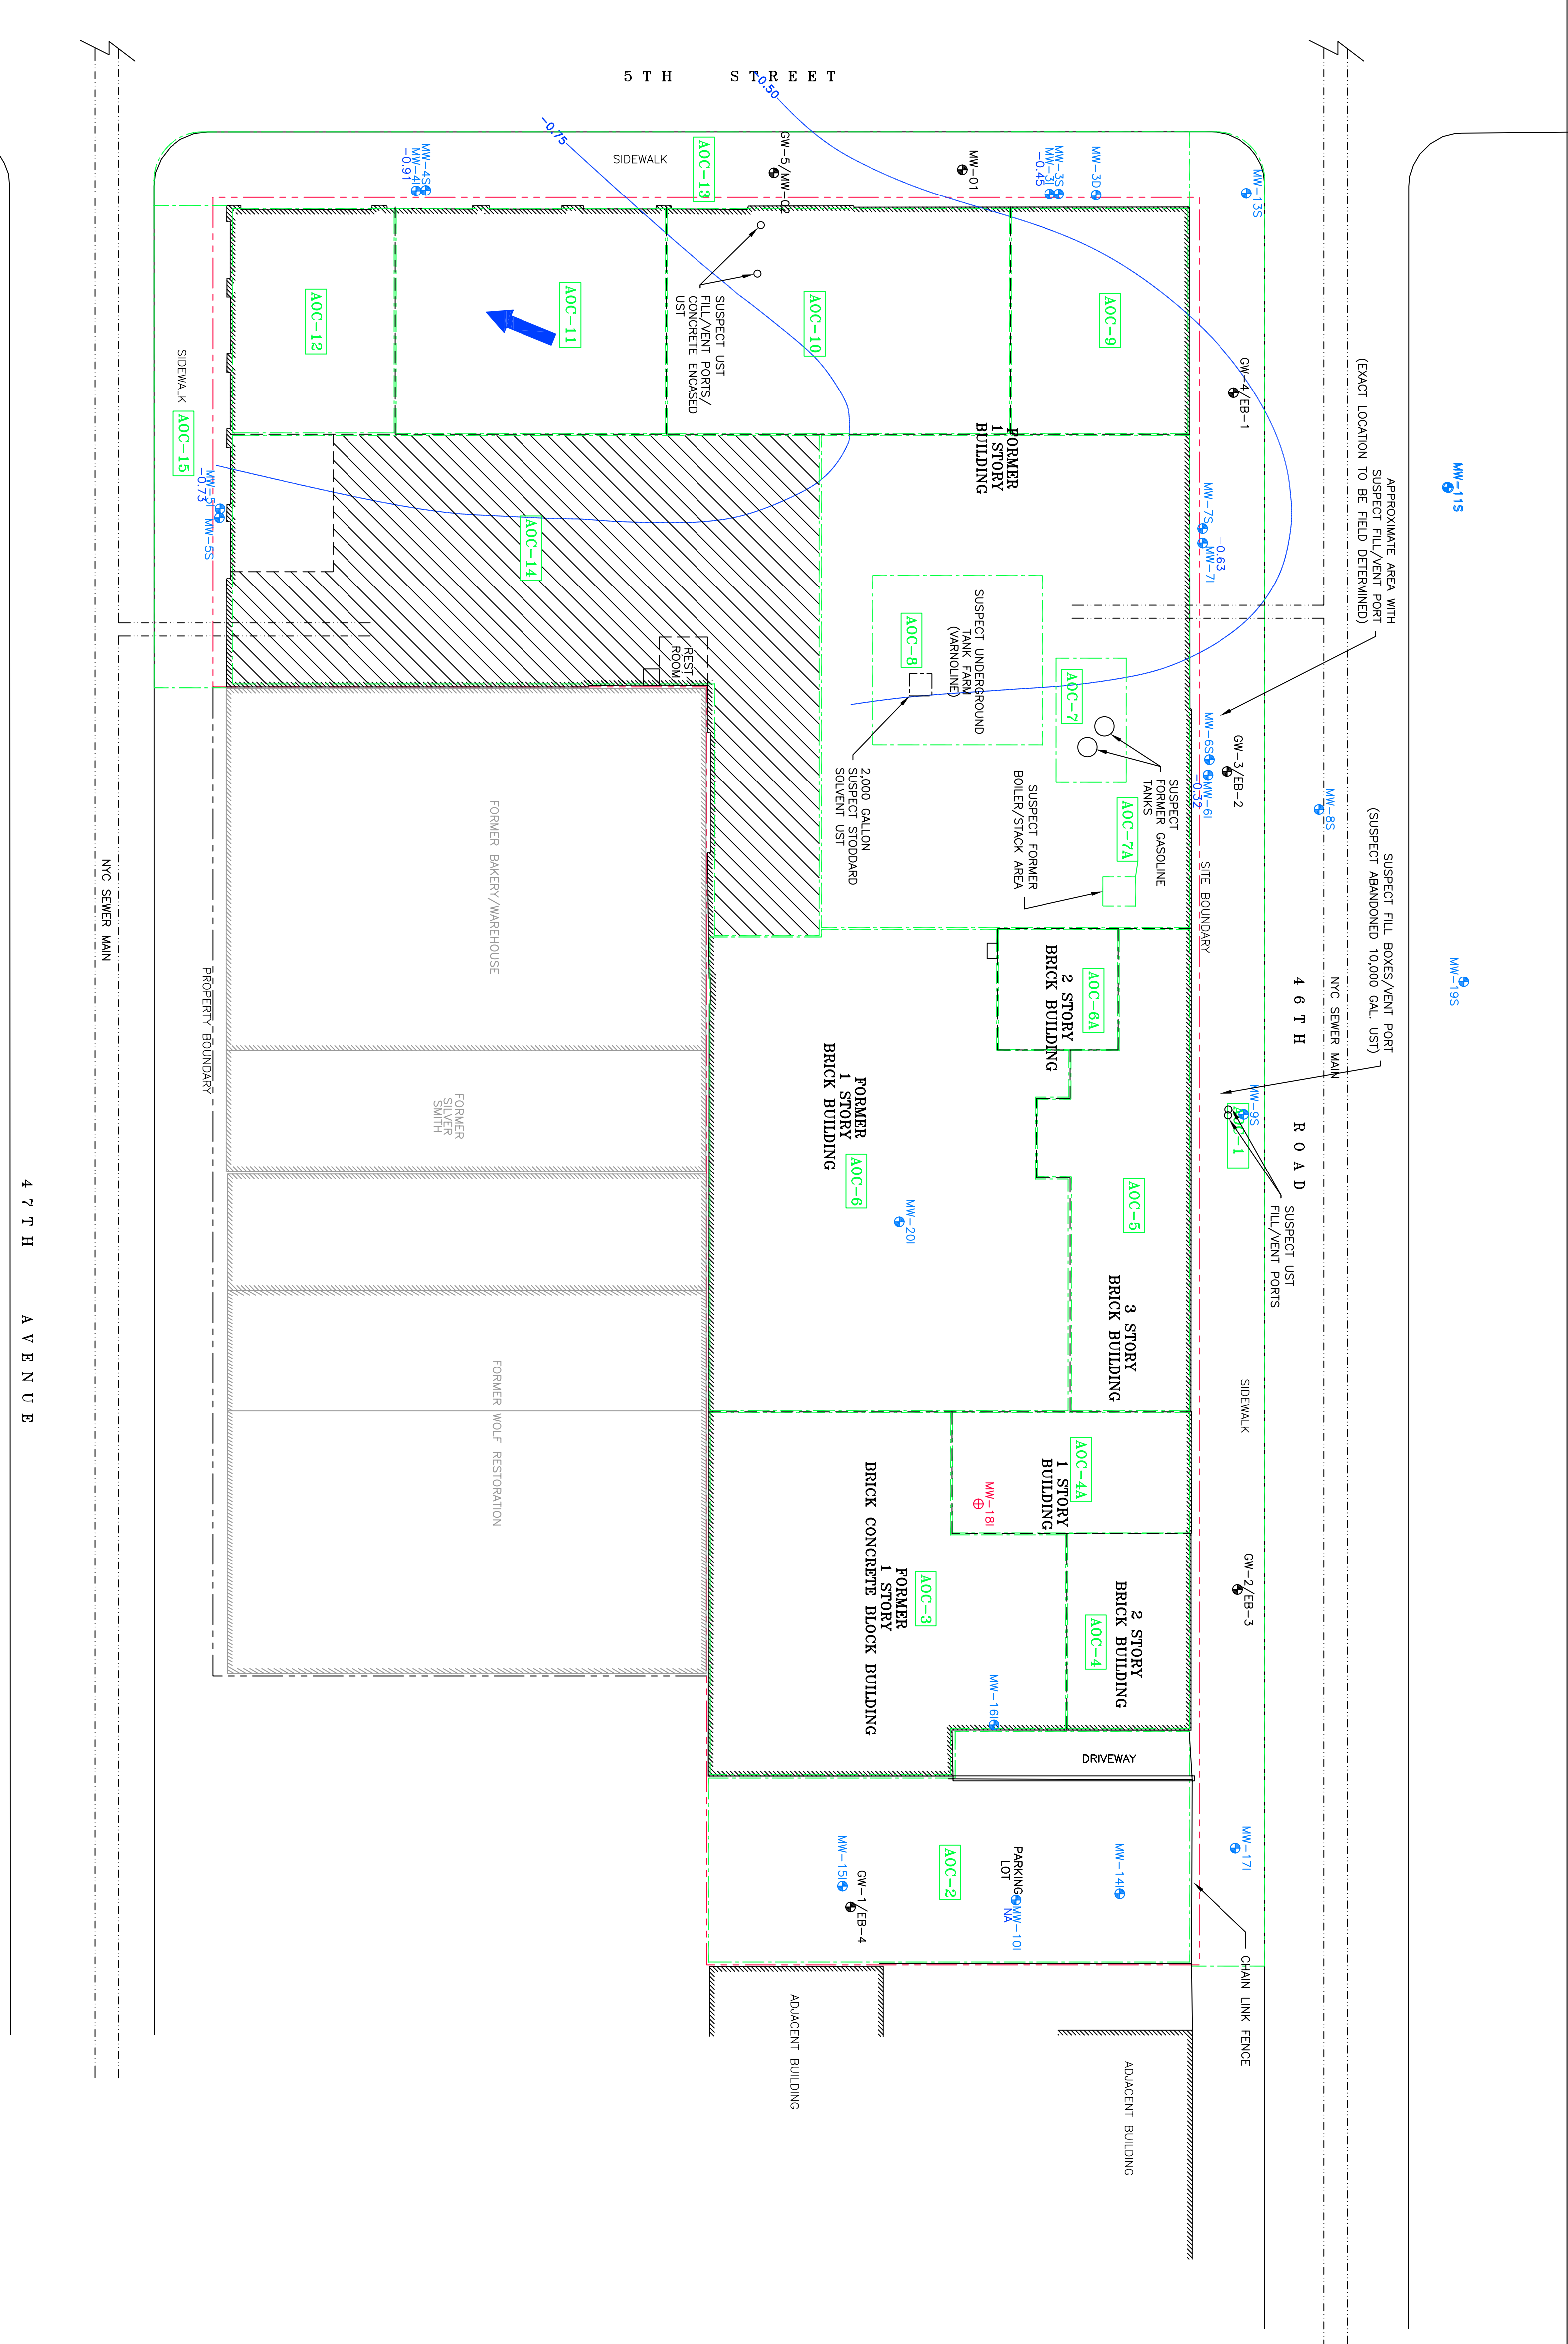 5TH STREET
-0.50
-0.75
SIDEWALK
AOC-13
GW-5/MW-02
MW-01
MW-4S
MW-4I
-0.91
MW-3D
MW-3S
MW-3I
-0.45
MW-13S
AOC-12
AOC-11
AOC-10
AOC-9
SUSPECT UST
FILL/VENT PORTS/
CONCRETE ENCASED
UST
GW-4/EB-1
SIDEWALK
AOC-15
MW-5I
MW-5S
-0.73
AOC-14
FORMER
1 STORY
BUILDING
MW-7S
MW-7I
-0.63
MW-11S
APPROXIMATE AREA WITH
SUSPECT FILL/VENT PORT
(EXACT LOCATION TO BE FIELD DETERMINED)
REST
ROOM
AOC-8
SUSPECT UNDERGROUND
TANK FARM
(VARNOLINE)
AOC-7
2,000 GALLON
SUSPECT STODDARD
SOLVENT UST
SUSPECT
FORMER GASOLINE
TANKS
AOC-7A
SUSPECT FORMER
BOILER/STACK AREA
MW-6S
MW-6I
-0.32
GW-3/EB-2
MW-8S
SITE BOUNDARY
SUSPECT FILL BOXES/VENT PORT
(SUSPECT ABANDONED 10,000 GAL. UST)
MW-19S
NYC SEWER MAIN
46TH ROAD
MW-9S
AOC-1
SUSPECT UST
FILL/VENT PORTS
SIDEWALK
2 STORY
BRICK BUILDING
AOC-6A
FORMER
1 STORY
BRICK BUILDING
AOC-6
MW-20I
AOC-5
3 STORY
BRICK BUILDING
FORMER BAKERY/WAREHOUSE
FORMER
SILVER
SMITH
FORMER WOLF RESTORATION
PROPERTY BOUNDARY
NYC SEWER MAIN
47TH AVENUE
AOC-4A
1 STORY
BUILDING
MW-18I
FORMER
1 STORY
BRICK CONCRETE BLOCK BUILDING
AOC-3
2 STORY
BRICK BUILDING
AOC-4
GW-2/EB-3
MW-16I
DRIVEWAY
MW-17I
MW-14I
PARKING
LOT
MW-10I
NA
AOC-2
MW-15I
GW-1/EB-4
CHAIN LINK FENCE
ADJACENT BUILDING
ADJACENT BUILDING